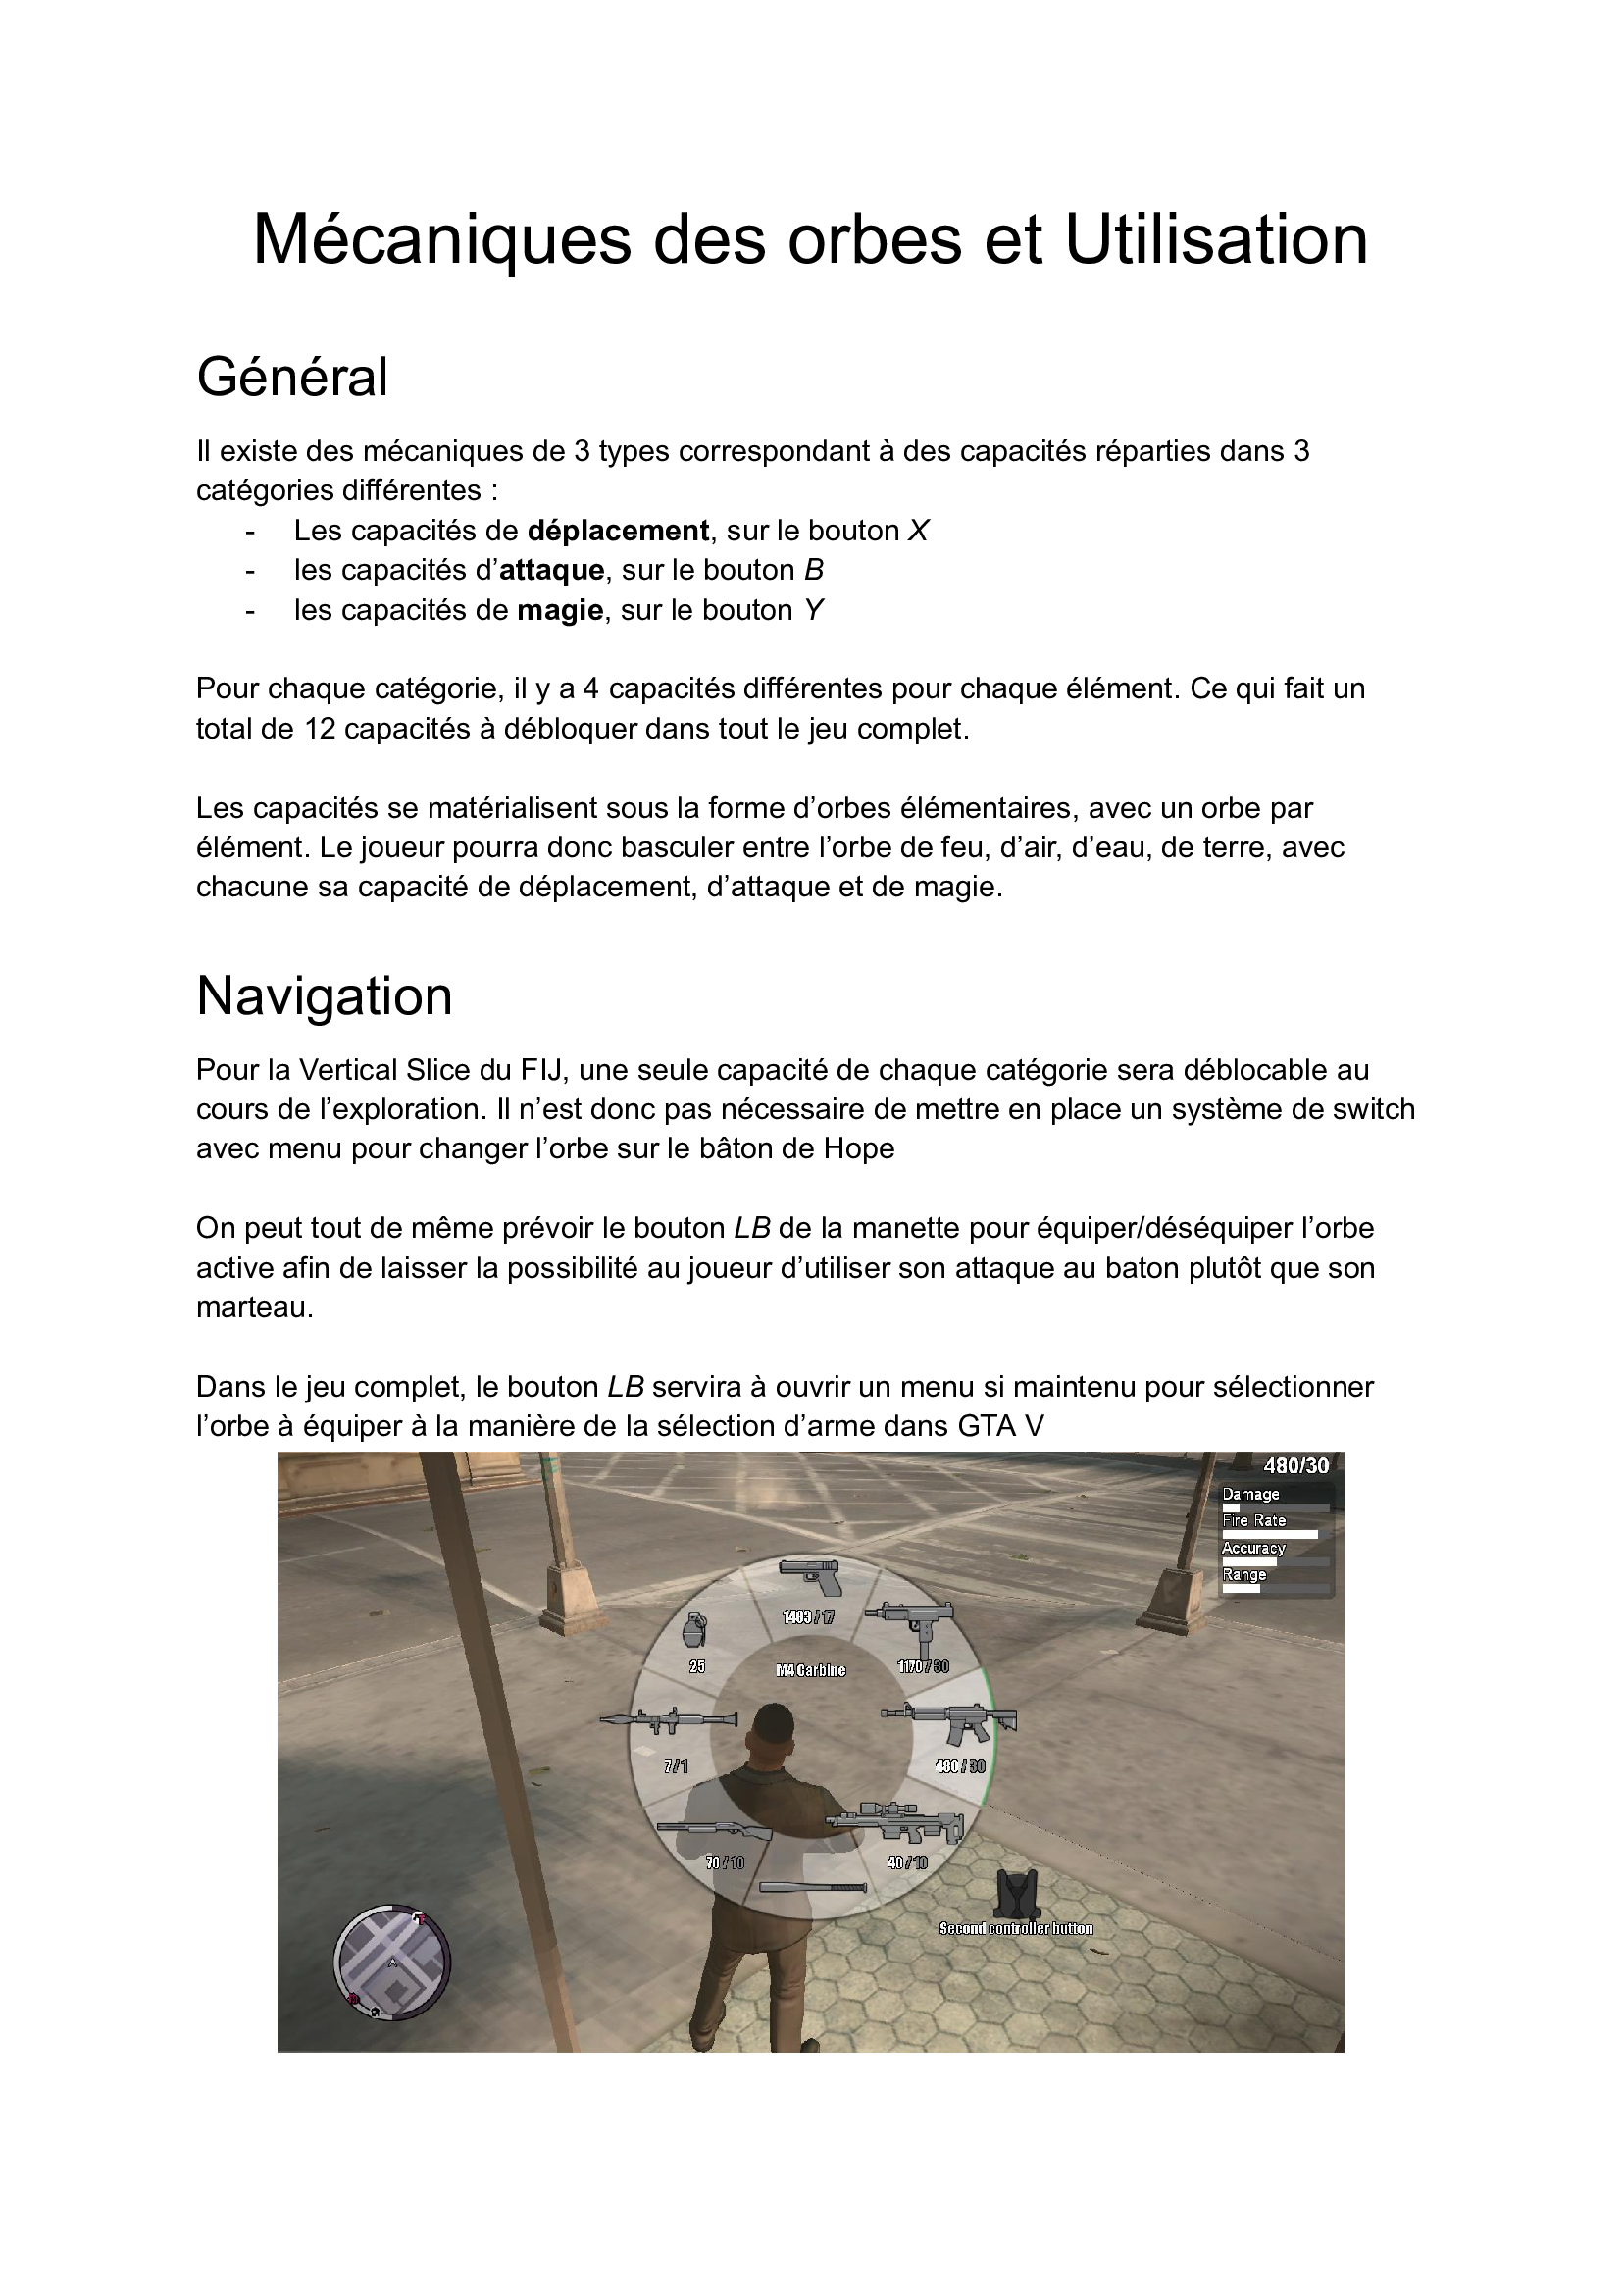 Mécaniques des orbes et Utilisation
Général
Il existe des mécaniques de 3 types correspondant à des capacités réparties dans 3
catégories différentes :
- Les capacités de déplacement, sur le bouton X
- les capacités d’attaque, sur le bouton B
- les capacités de magie, sur le bouton Y
Pour chaque catégorie, il y a 4 capacités différentes pour chaque élément. Ce qui fait un
total de 12 capacités à débloquer dans tout le jeu complet.
Les capacités se matérialisent sous la forme d’orbes élémentaires, avec un orbe par
élément. Le joueur pourra donc basculer entre l’orbe de feu, d’air, d’eau, de terre, avec
chacune sa capacité de déplacement, d’attaque et de magie.
Navigation
Pour la Vertical Slice du FIJ, une seule capacité de chaque catégorie sera déblocable au
cours de l’exploration. Il n’est donc pas nécessaire de mettre en place un système de switch
avec menu pour changer l’orbe sur le bâton de Hope
On peut tout de même prévoir le bouton LB de la manette pour équiper/déséquiper l’orbe
active afin de laisser la possibilité au joueur d’utiliser son attaque au baton plutôt que son
marteau.
Dans le jeu complet, le bouton LB servira à ouvrir un menu si maintenu pour sélectionner
l’orbe à équiper à la manière de la sélection d’arme dans GTA V
480/30
Damage
Fire Rate
Accuracy
Range
1403 / 17
25
M4 Carbine
1170 / 30
7 / 1
480 / 30
70 / 10
40 / 10
Second controller button